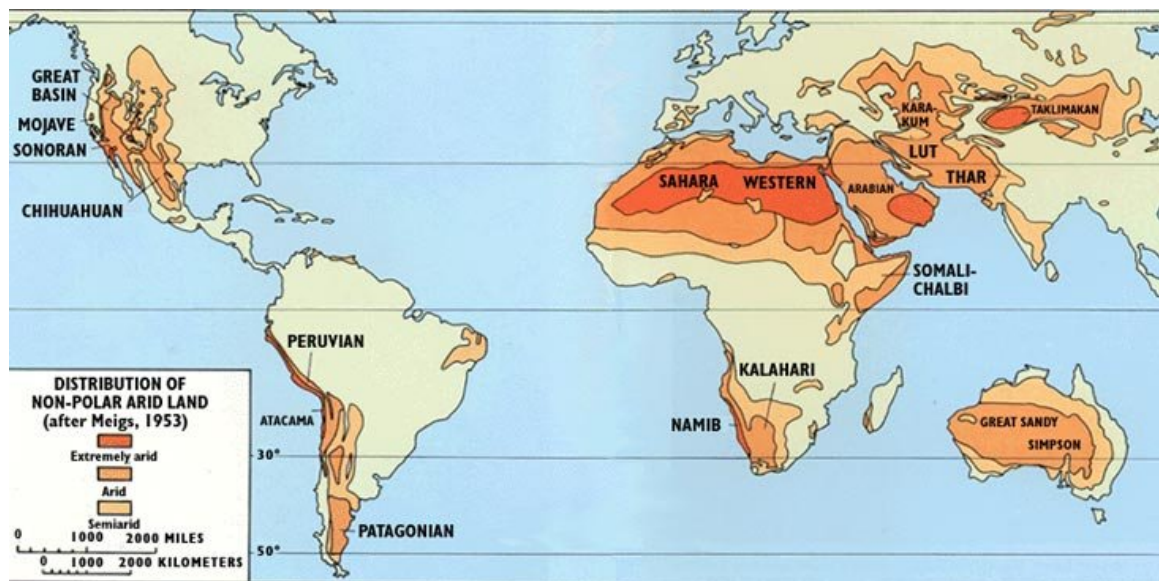 GREAT
BASIN
MOJAVE
SONORAN
CHIHUAHUAN
KARA-
KUM
TAKLIMAKAN
LUT
THAR
SAHARA
WESTERN
ARABIAN
SOMALI-
CHALBI
PERUVIAN
ATACAMA
KALAHARI
NAMIB
GREAT SANDY
SIMPSON
PATAGONIAN
30°
50°
DISTRIBUTION OF
NON-POLAR ARID LAND
(after Meigs, 1953)
Extremely arid
Arid
Semiarid
0 1000 2000 MILES
0 1000 2000 KILOMETERS